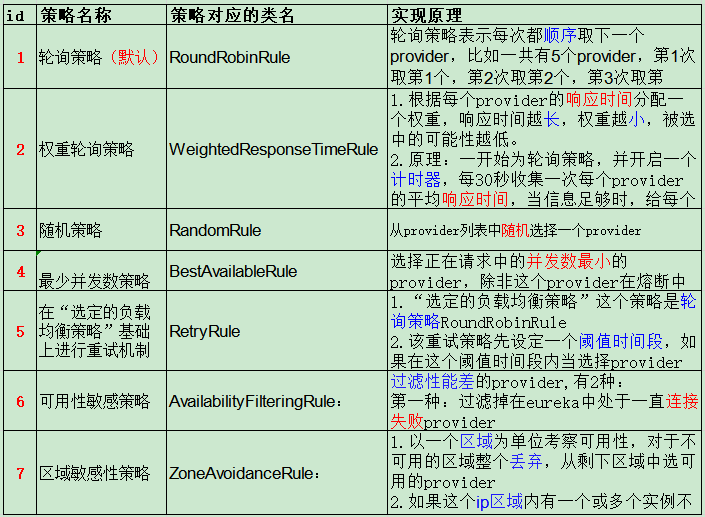 id 策略名称 策略对应的类名 实现原理
1 轮询策略（默认） RoundRobinRule
轮询策略表示每次都顺序取下一个
provider，比如一共有5个provider，第1次
取第1个，第2次取第2个，第3次取第
2 权重轮询策略 WeightedResponseTimeRule
1.根据每个provider的响应时间分配一
个权重，响应时间越长，权重越小，被选
中的可能性越低。
2.原理：一开始为轮询策略，并开启一个
计时器，每30秒收集一次每个provider
的平均响应时间，当信息足够时，给每个
3 随机策略 RandomRule 从provider列表中随机选择一个provider
4 最少并发数策略 BestAvailableRule
选择正在请求中的并发数最小的
provider，除非这个provider在熔断中
5
在“选定的负载
均衡策略”基础
上进行重试机制
RetryRule
1.“选定的负载均衡策略”这个策略是轮
询策略RoundRobinRule
2.该重试策略先设定一个阈值时间段，如
果在这个阈值时间段内当选择provider
6 可用性敏感策略 AvailabilityFilteringRule：
过滤性能差的provider,有2种：
第一种：过滤掉在eureka中处于一直连接
失败provider
7 区域敏感性策略 ZoneAvoidanceRule：
1.以一个区域为单位考察可用性，对于不
可用的区域整个丢弃，从剩下区域中选可
用的provider
2.如果这个ip区域内有一个或多个实例不